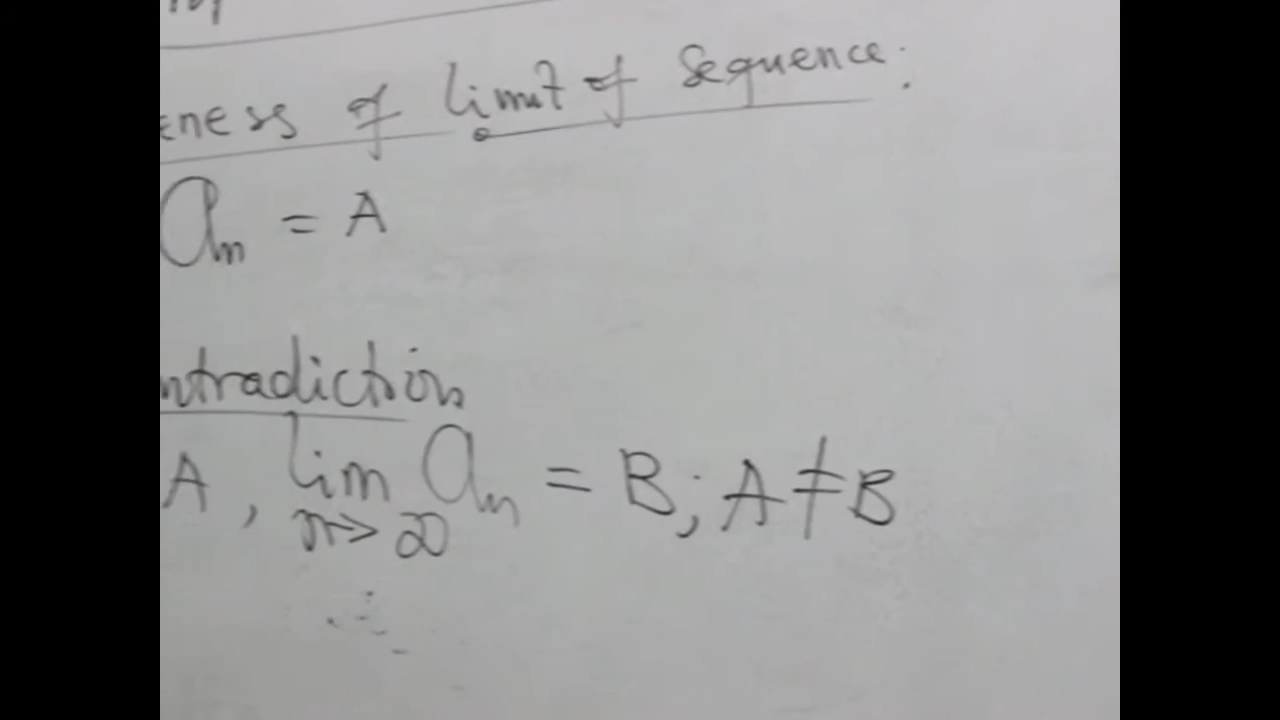 eness of limit of Sequence.
aₙ = A
ntradiction
A , lim aₙ = B ; A ≠ B
n→∞